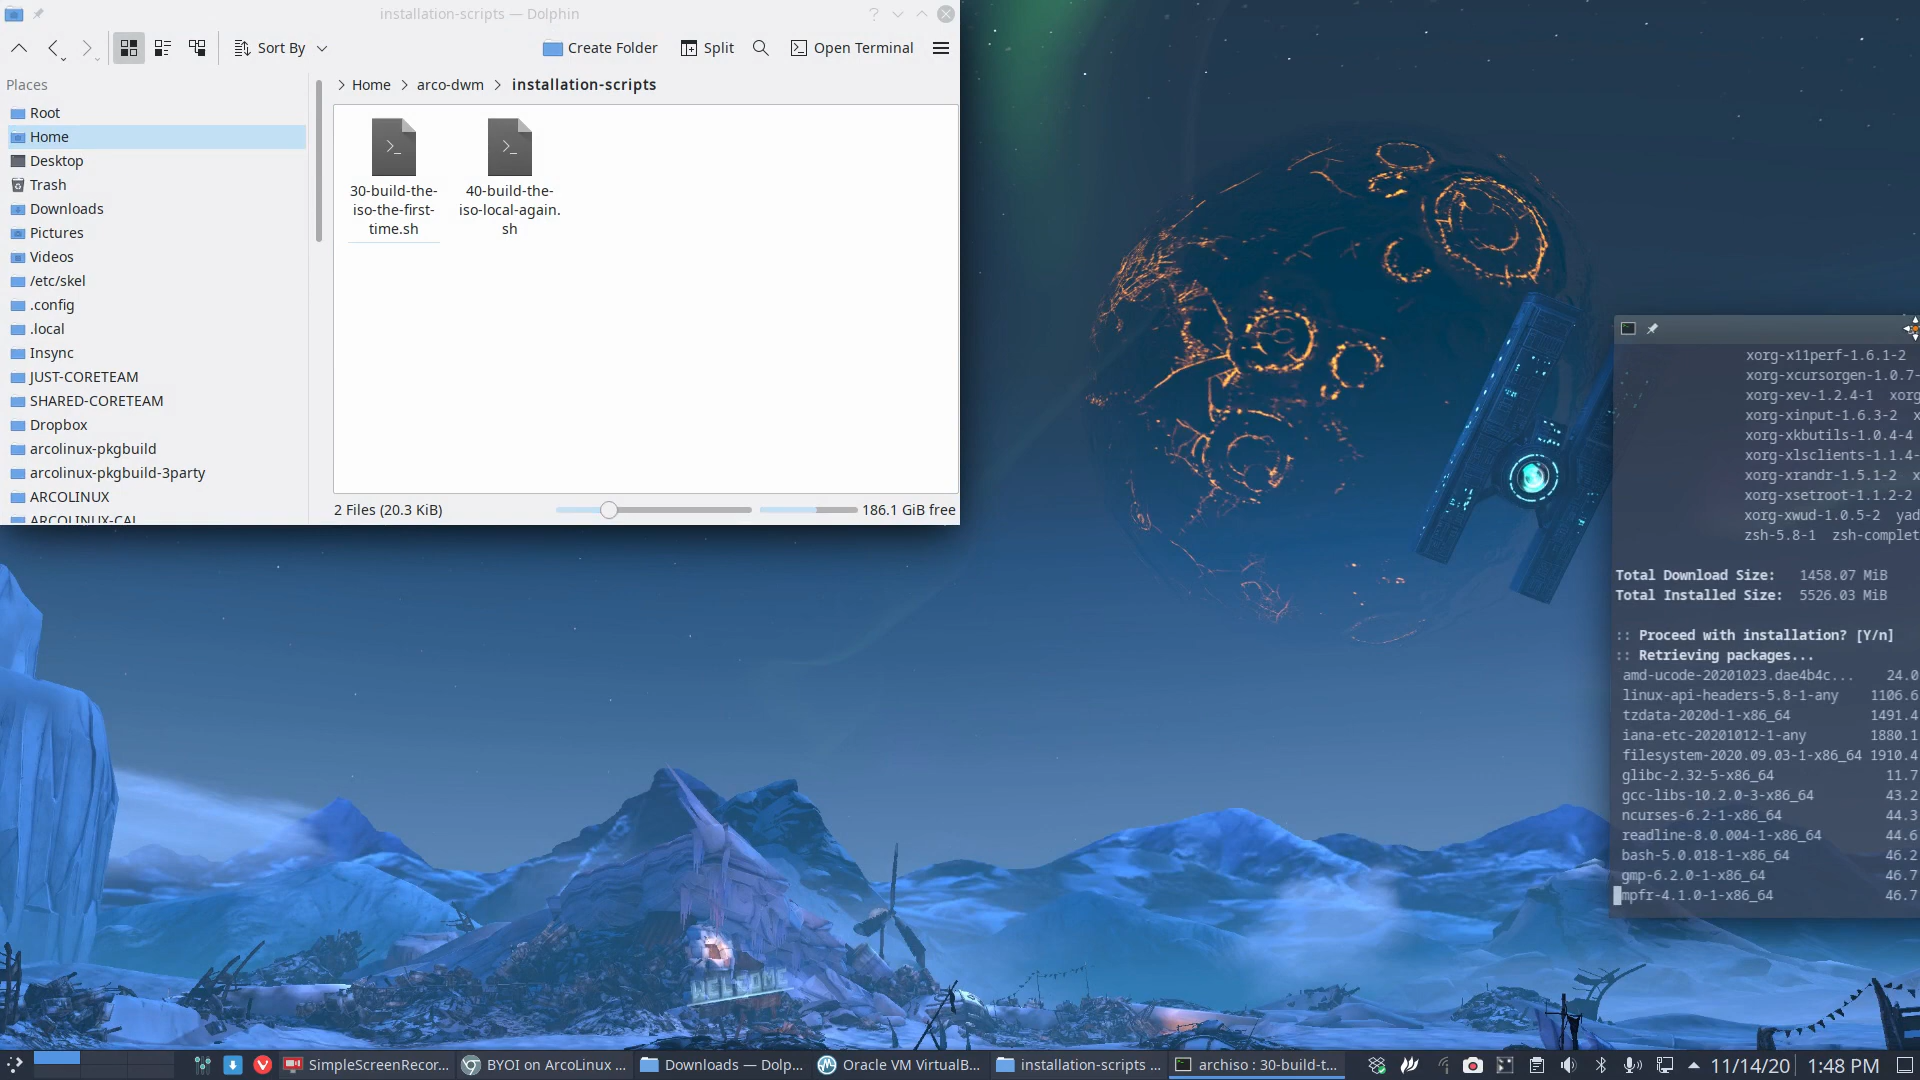 installation-scripts — Dolphin
Sort By
Create Folder
Split
Open Terminal
Places
Root
Home
Desktop
Trash
Downloads
Pictures
Videos
/etc/skel
.config
.local
Insync
JUST-CORETEAM
SHARED-CORETEAM
Dropbox
arcolinux-pkgbuild
arcolinux-pkgbuild-3party
ARCOLINUX
ARCOLINUX-CAL
> Home > arco-dwm > installation-scripts
30-build-the-
iso-the-first-
time.sh
40-build-the-
iso-local-again.
sh
2 Files (20.3 KiB)
186.1 GiB free
xorg-x11perf-1.6.1-2
xorg-xcursorgen-1.0.7-
xorg-xev-1.2.4-1 xorg
xorg-xinput-1.6.3-2 x
xorg-xkbutils-1.0.4-4
xorg-xlsclients-1.1.4-
xorg-xrandr-1.5.1-2 x
xorg-xsetroot-1.1.2-2
xorg-xwud-1.0.5-2 yad
zsh-5.8-1 zsh-complet
Total Download Size: 1458.07 MiB
Total Installed Size: 5526.03 MiB
:: Proceed with installation? [Y/n]
:: Retrieving packages...
amd-ucode-20201023.dae4b4c... 24.0
linux-api-headers-5.8-1-any 1106.6
tzdata-2020d-1-x86_64 1491.4
iana-etc-20201012-1-any 1880.1
filesystem-2020.09.03-1-x86_64 1910.4
glibc-2.32-5-x86_64 11.7
gcc-libs-10.2.0-3-x86_64 43.2
ncurses-6.2-1-x86_64 44.3
readline-8.0.004-1-x86_64 44.6
bash-5.0.018-1-x86_64 46.2
gmp-6.2.0-1-x86_64 46.7
mpfr-4.1.0-1-x86_64 46.7
WELCOME
SimpleScreenRecor...
BYOI on ArcoLinux ...
Downloads — Dolp...
Oracle VM VirtualB...
installation-scripts ...
archiso : 30-build-t...
11/14/20
1:48 PM